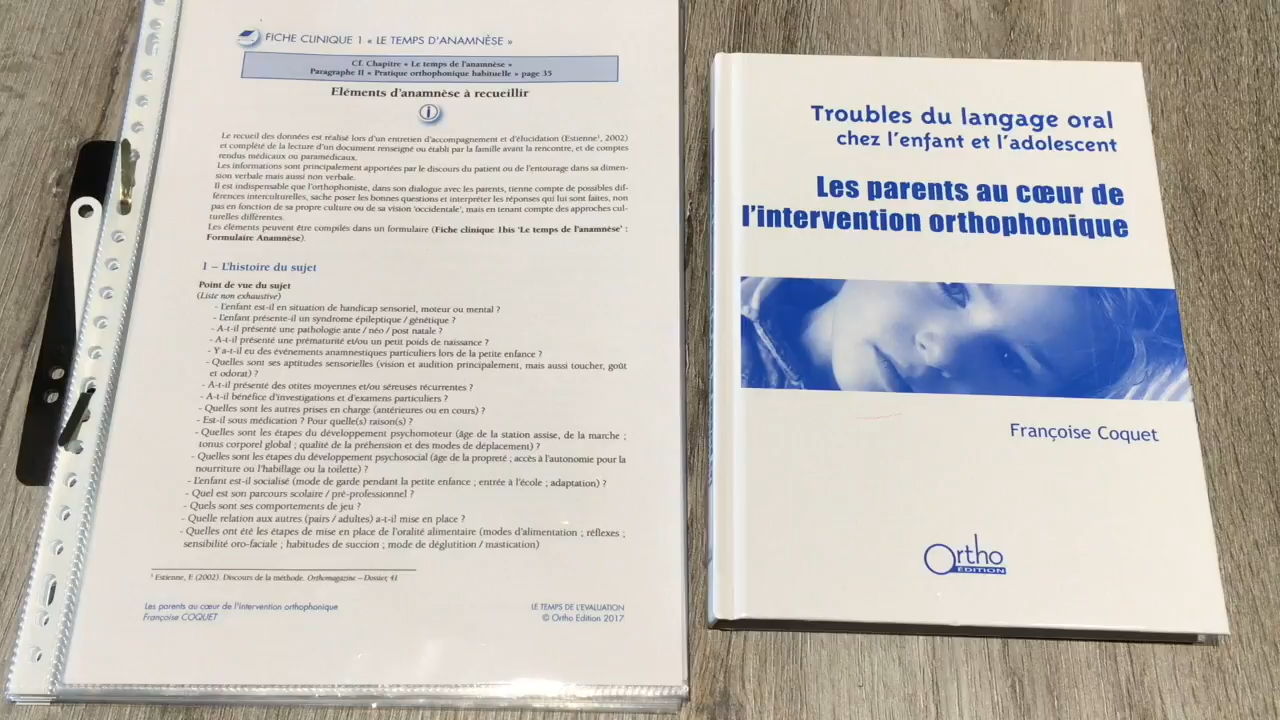 FICHE CLINIQUE 1 « LE TEMPS D'ANAMNÈSE »
Cf. Chapitre « Le temps de l'anamnèse »
Paragraphe II « Pratique orthophonique habituelle » page 35
Eléments d'anamnèse à recueillir
Le recueil des données est réalisé lors d'un entretien d'accompagnement et d'élucidation (Estienne¹, 2002)
et complété de la lecture d'un document renseigné ou établi par la famille avant la rencontre, et de comptes
rendus médicaux ou paramédicaux.
Les informations sont principalement apportées par le discours du patient ou de l'entourage dans sa dimen-
sion verbale mais aussi non verbale.
Il est indispensable que l'orthophoniste, dans son dialogue avec les parents, tienne compte de possibles dif-
férences interculturelles, sache poser les bonnes questions et interpréter les réponses qui lui sont faites, non
pas en fonction de sa propre culture ou de sa vision 'occidentale', mais en tenant compte des approches cul-
turelles différentes.
Les éléments peuvent être compilés dans un formulaire (Fiche clinique 1bis 'Le temps de l'anamnèse' :
Formulaire Anamnèse).
1 – L'histoire du sujet
Point de vue du sujet
(Liste non exhaustive)
- L'enfant est-il en situation de handicap sensoriel, moteur ou mental ?
- L'enfant présente-il un syndrome épileptique / génétique ?
- A-t-il présenté une pathologie ante / néo / post natale ?
- A-t-il présenté une prématurité et/ou un petit poids de naissance ?
- Y a-t-il eu des événements anamnestiques particuliers lors de la petite enfance ?
- Quelles sont ses aptitudes sensorielles (vision et audition principalement, mais aussi toucher, goût
et odorat) ?
- A-t-il présenté des otites moyennes et/ou séreuses récurrentes ?
- A-t-il bénéfice d'investigations et d'examens particuliers ?
- Quelles sont les autres prises en charge (antérieures ou en cours) ?
- Est-il sous médication ? Pour quelle(s) raison(s) ?
- Quelles sont les étapes du développement psychomoteur (âge de la station assise, de la marche ;
tonus corporel global ; qualité de la préhension et des modes de déplacement) ?
- Quelles sont les étapes du développement psychosocial (âge de la propreté ; accès à l'autonomie pour la
nourriture ou l'habillage ou la toilette) ?
- L'enfant est-il socialisé (mode de garde pendant la petite enfance ; entrée à l'école ; adaptation) ?
- Quel est son parcours scolaire / pré-professionnel ?
- Quels sont ses comportements de jeu ?
- Quelle relation aux autres (pairs / adultes) a-t-il mise en place ?
- Quelles ont été les étapes de mise en place de l'oralité alimentaire (modes d'alimentation ; réflexes ;
sensibilité oro-faciale ; habitudes de succion ; mode de déglutition / mastication)
¹ Estienne, F. (2002). Discours de la méthode. Orthomagazine – Dossier, 41
Les parents au cœur de l'intervention orthophonique
Françoise COQUET
LE TEMPS DE L'EVALUATION
© Ortho Edition 2017
Troubles du langage oral
chez l'enfant et l'adolescent
Les parents au cœur de
l'intervention orthophonique
Françoise Coquet
Ortho
EDITION